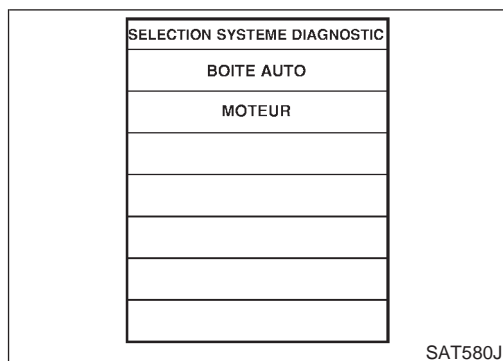 SELECTION SYSTEME DIAGNOSTIC
BOITE AUTO
MOTEUR
SAT580J